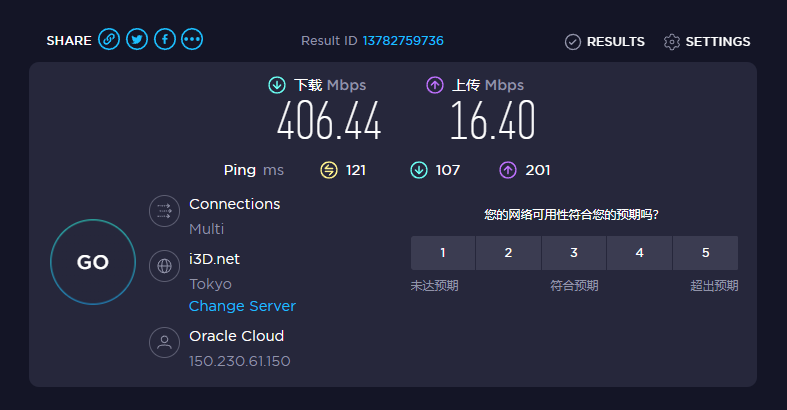 SHARE Result ID 13782759736 RESULTS SETTINGS
下载 Mbps 上传 Mbps
406.44 16.40
Ping ms 121 107 201
Connections
Multi
i3D.net
Tokyo
Change Server
Oracle Cloud
150.230.61.150
GO
您的网络可用性符合您的预期吗?
1 2 3 4 5
未达预期 符合预期 超出预期